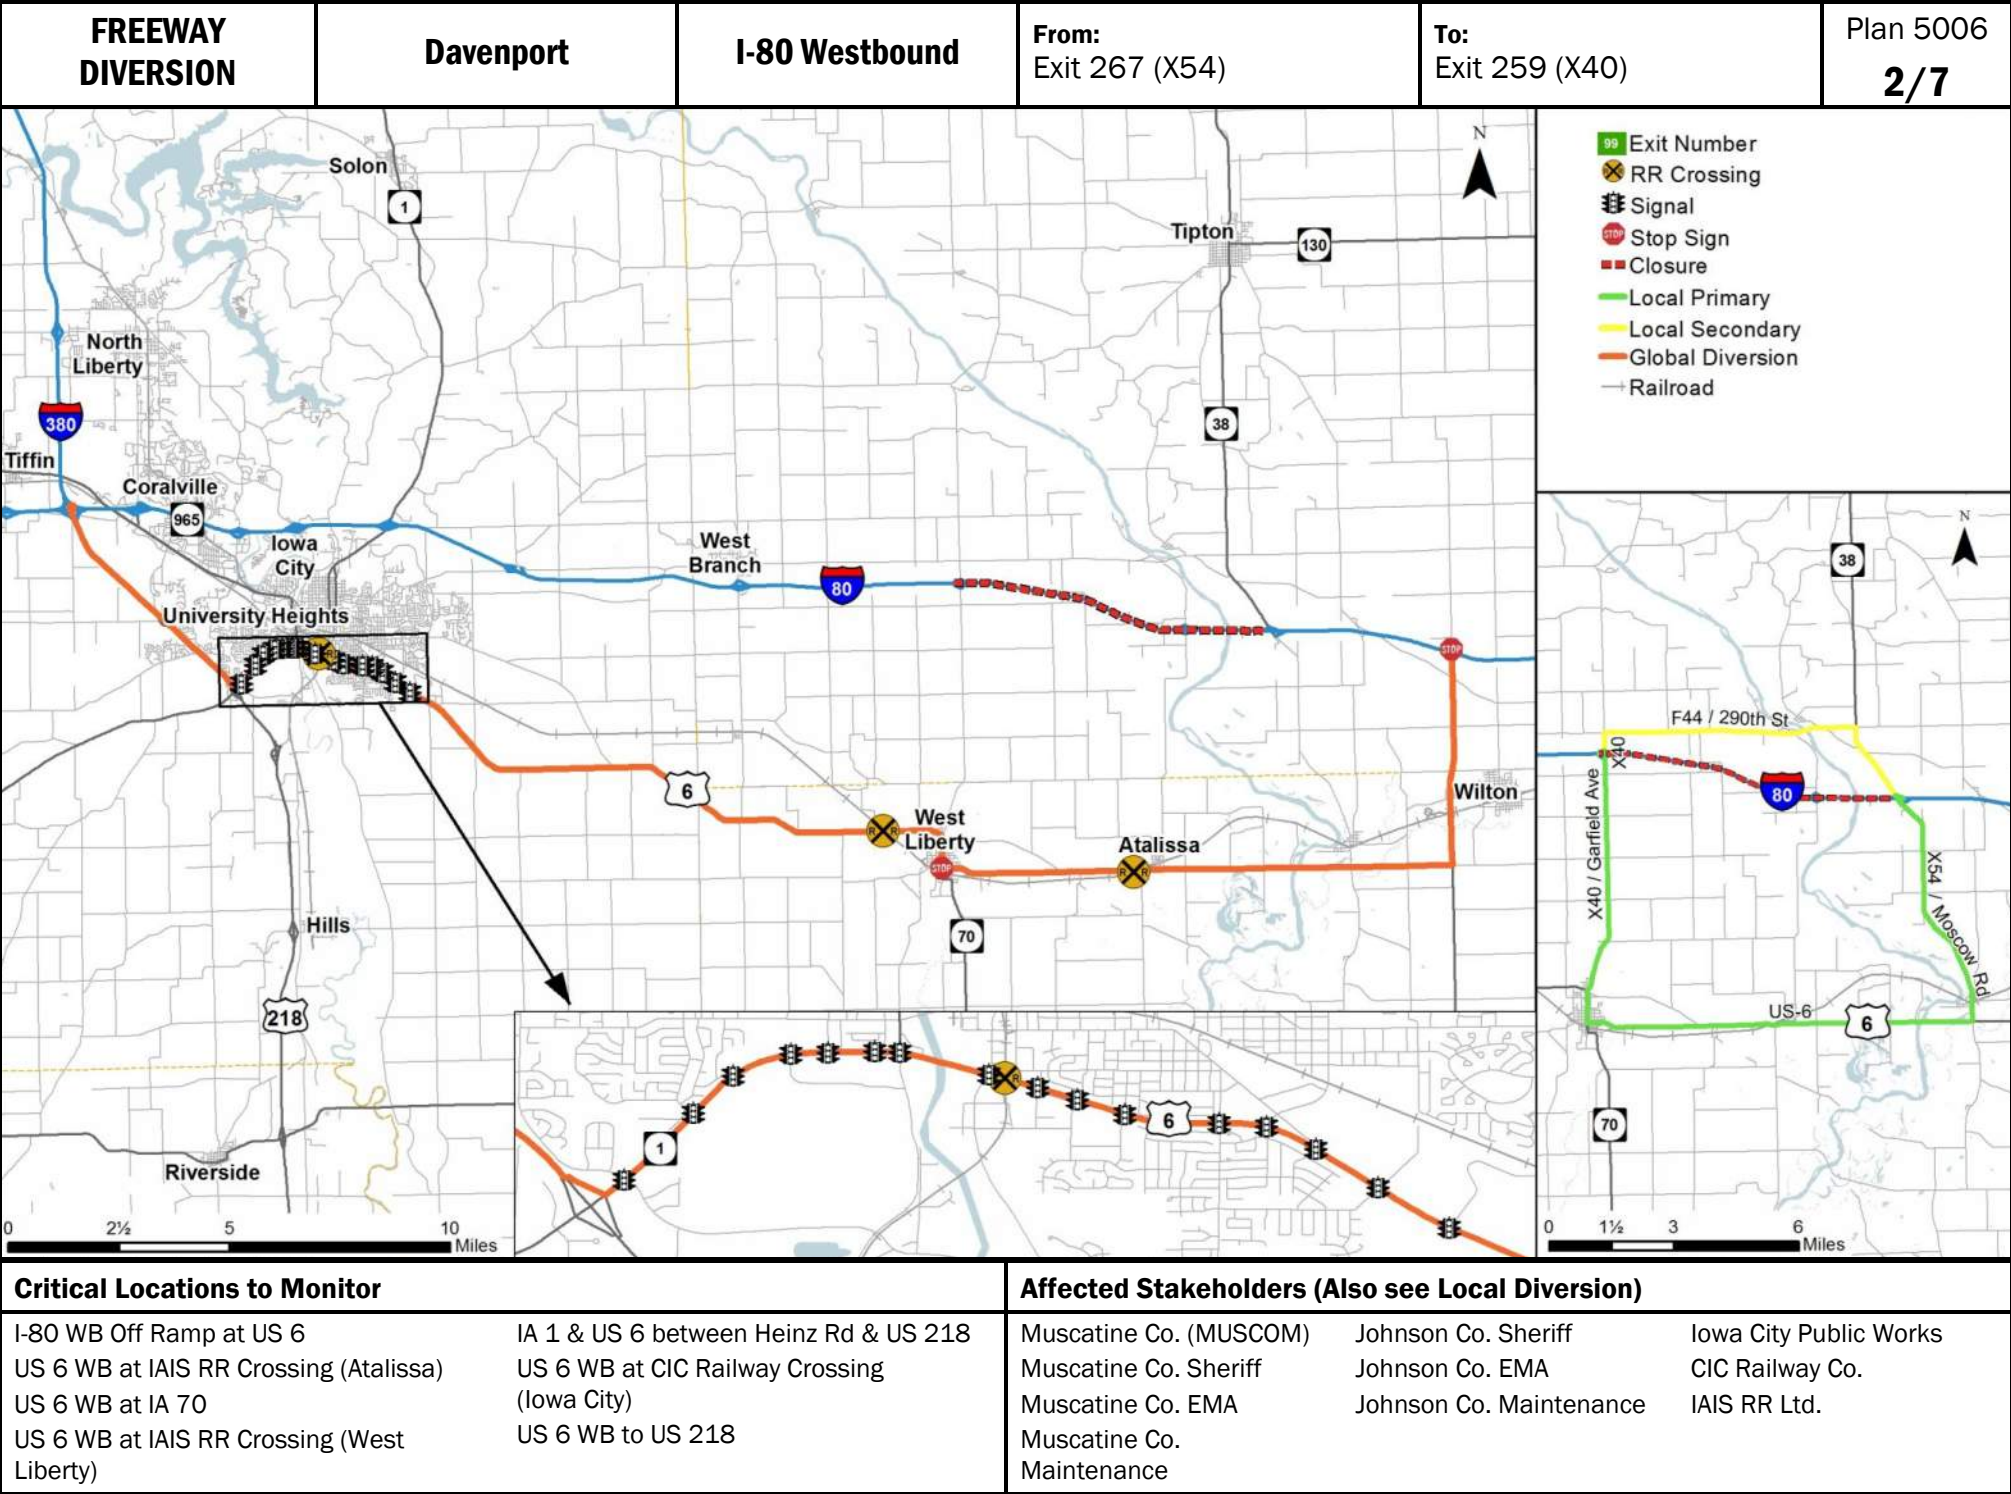 FREEWAY
DIVERSION
Davenport
I-80 Westbound
From:
Exit 267 (X54)
To:
Exit 259 (X40)
Plan 5006
2/7
Solon
1
N
Tipton
130
North
Liberty
380
38
Tiffin
Coralville
965
Iowa
City
West
Branch
80
University Heights
STOP
6
Wilton
West
Liberty
R R
STOP
Atalissa
R R
70
Hills
218
Riverside
0 2½ 5 10
Miles
1
R
6
99 Exit Number
RR Crossing
Signal
STOP Stop Sign
Closure
Local Primary
Local Secondary
Global Diversion
Railroad
N
38
F44 / 290th St
X40
80
X40 / Garfield Ave
X54 / Moscow Rd
US-6
6
70
0 1½ 3 6
Miles
Critical Locations to Monitor
I-80 WB Off Ramp at US 6
US 6 WB at IAIS RR Crossing (Atalissa)
US 6 WB at IA 70
US 6 WB at IAIS RR Crossing (West
Liberty)
IA 1 & US 6 between Heinz Rd & US 218
US 6 WB at CIC Railway Crossing
(Iowa City)
US 6 WB to US 218
Affected Stakeholders (Also see Local Diversion)
Muscatine Co. (MUSCOM)
Muscatine Co. Sheriff
Muscatine Co. EMA
Muscatine Co.
Maintenance
Johnson Co. Sheriff
Johnson Co. EMA
Johnson Co. Maintenance
Iowa City Public Works
CIC Railway Co.
IAIS RR Ltd.